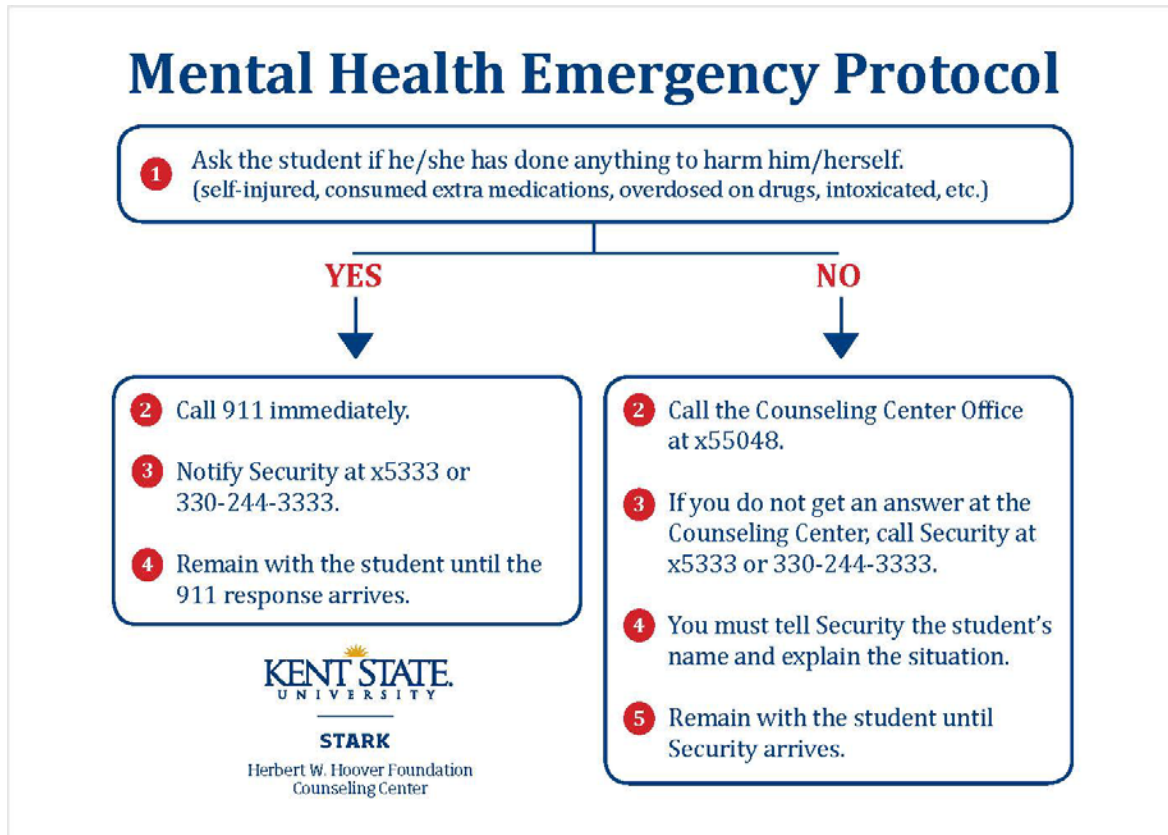 Mental Health Emergency Protocol
1 Ask the student if he/she has done anything to harm him/herself.
(self-injured, consumed extra medications, overdosed on drugs, intoxicated, etc.)
YES
NO
2 Call 911 immediately.
3 Notify Security at x5333 or
330-244-3333.
4 Remain with the student until the
911 response arrives.
2 Call the Counseling Center Office
at x55048.
3 If you do not get an answer at the
Counseling Center, call Security at
x5333 or 330-244-3333.
4 You must tell Security the student's
name and explain the situation.
5 Remain with the student until
Security arrives.
KENT STATE.
UNIVERSITY
STARK
Herbert W. Hoover Foundation
Counseling Center